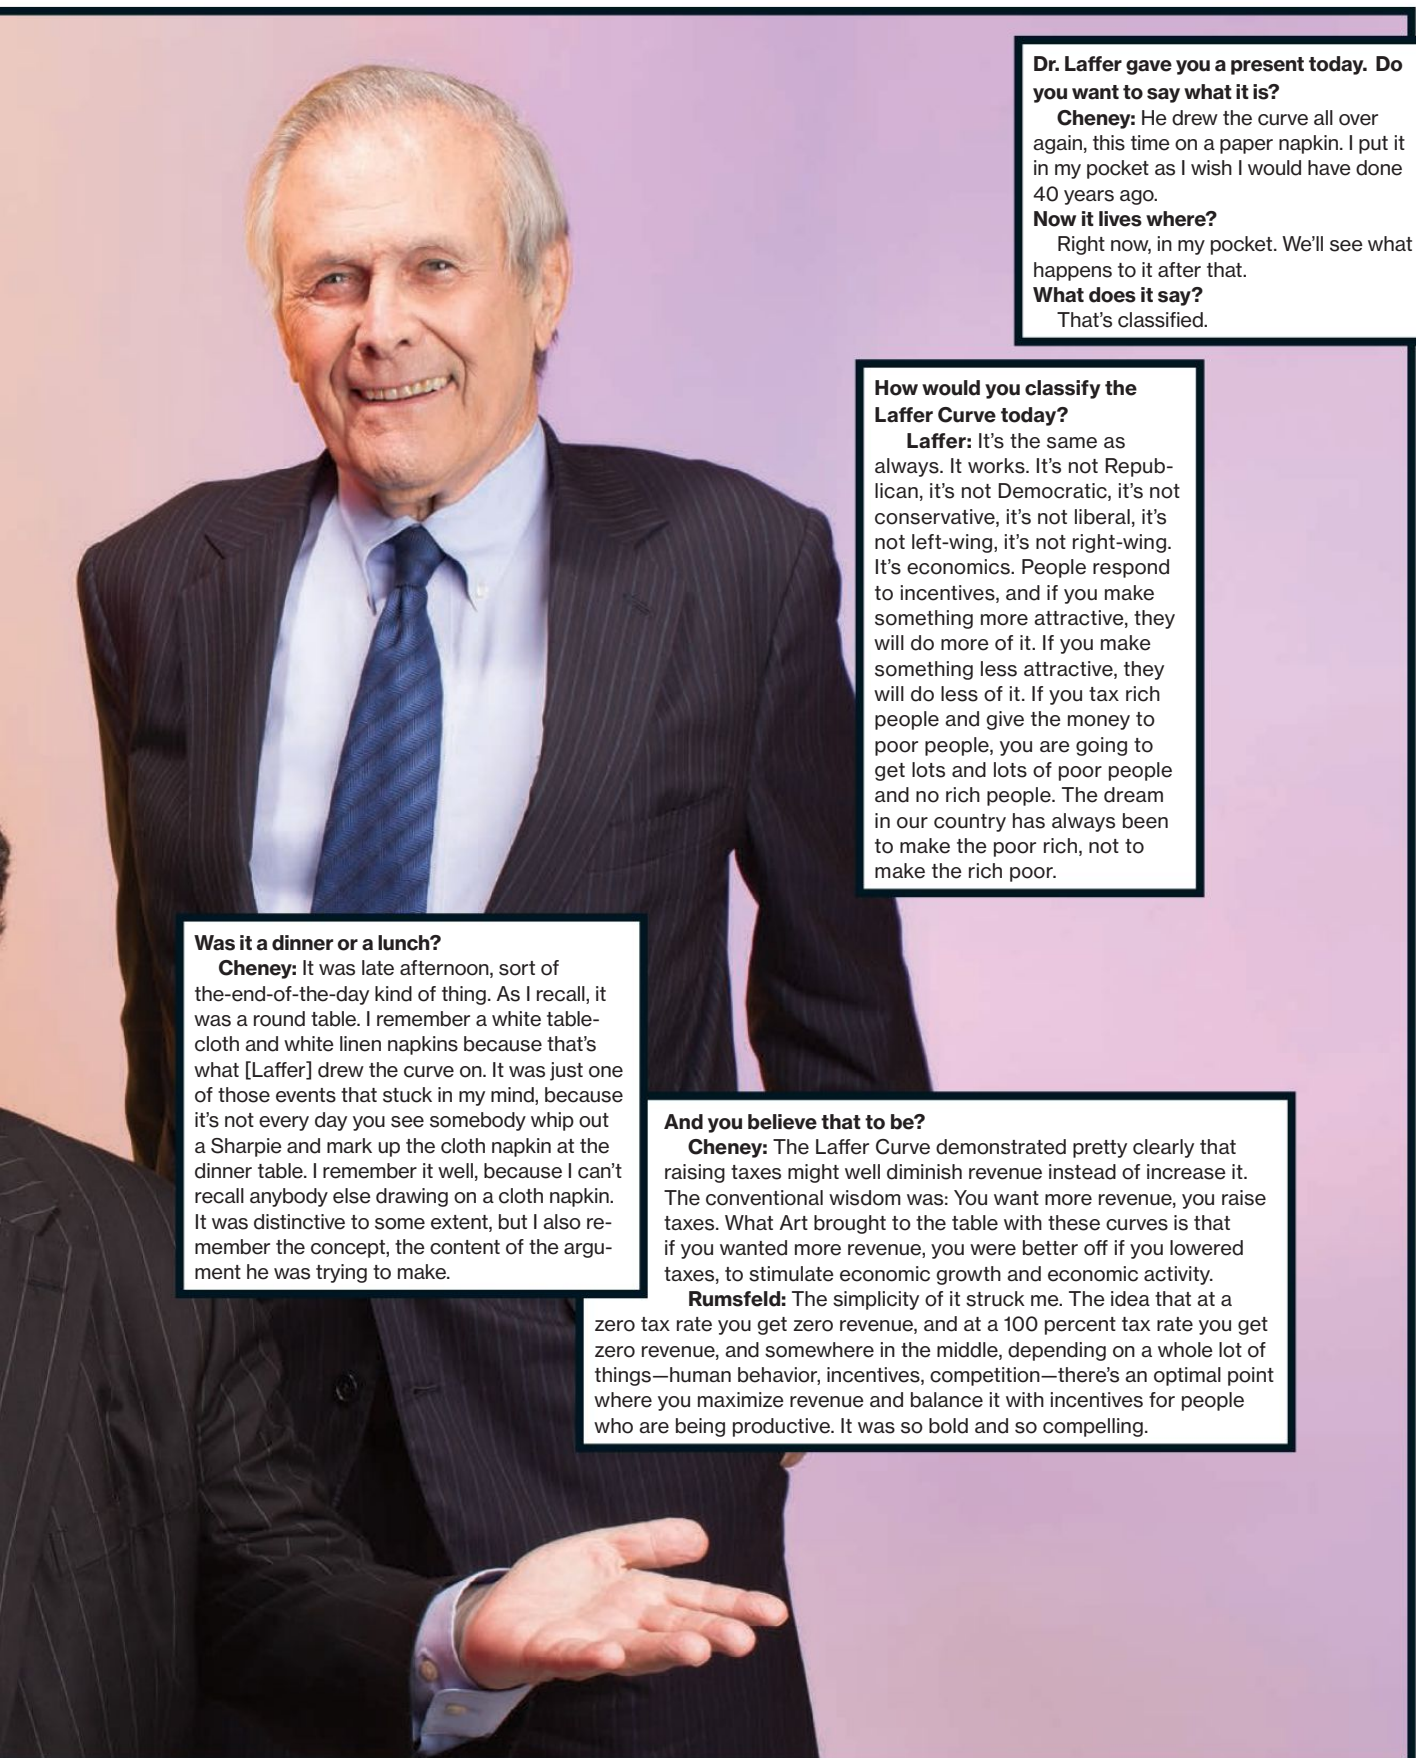 Dr. Laffer gave you a present today. Do
you want to say what it is?
Cheney: He drew the curve all over
again, this time on a paper napkin. I put it
in my pocket as I wish I would have done
40 years ago.
Now it lives where?
Right now, in my pocket. We'll see what
happens to it after that.
What does it say?
That's classified.
How would you classify the
Laffer Curve today?
Laffer: It's the same as
always. It works. It's not Repub-
lican, it's not Democratic, it's not
conservative, it's not liberal, it's
not left-wing, it's not right-wing.
It's economics. People respond
to incentives, and if you make
something more attractive, they
will do more of it. If you make
something less attractive, they
will do less of it. If you tax rich
people and give the money to
poor people, you are going to
get lots and lots of poor people
and no rich people. The dream
in our country has always been
to make the poor rich, not to
make the rich poor.
Was it a dinner or a lunch?
Cheney: It was late afternoon, sort of
the-end-of-the-day kind of thing. As I recall, it
was a round table. I remember a white table-
cloth and white linen napkins because that's
what [Laffer] drew the curve on. It was just one
of those events that stuck in my mind, because
it's not every day you see somebody whip out
a Sharpie and mark up the cloth napkin at the
dinner table. I remember it well, because I can't
recall anybody else drawing on a cloth napkin.
It was distinctive to some extent, but I also re-
member the concept, the content of the argu-
ment he was trying to make.
And you believe that to be?
Cheney: The Laffer Curve demonstrated pretty clearly that
raising taxes might well diminish revenue instead of increase it.
The conventional wisdom was: You want more revenue, you raise
taxes. What Art brought to the table with these curves is that
if you wanted more revenue, you were better off if you lowered
taxes, to stimulate economic growth and economic activity.
Rumsfeld: The simplicity of it struck me. The idea that at a
zero tax rate you get zero revenue, and at a 100 percent tax rate you get
zero revenue, and somewhere in the middle, depending on a whole lot of
things—human behavior, incentives, competition—there's an optimal point
where you maximize revenue and balance it with incentives for people
who are being productive. It was so bold and so compelling.